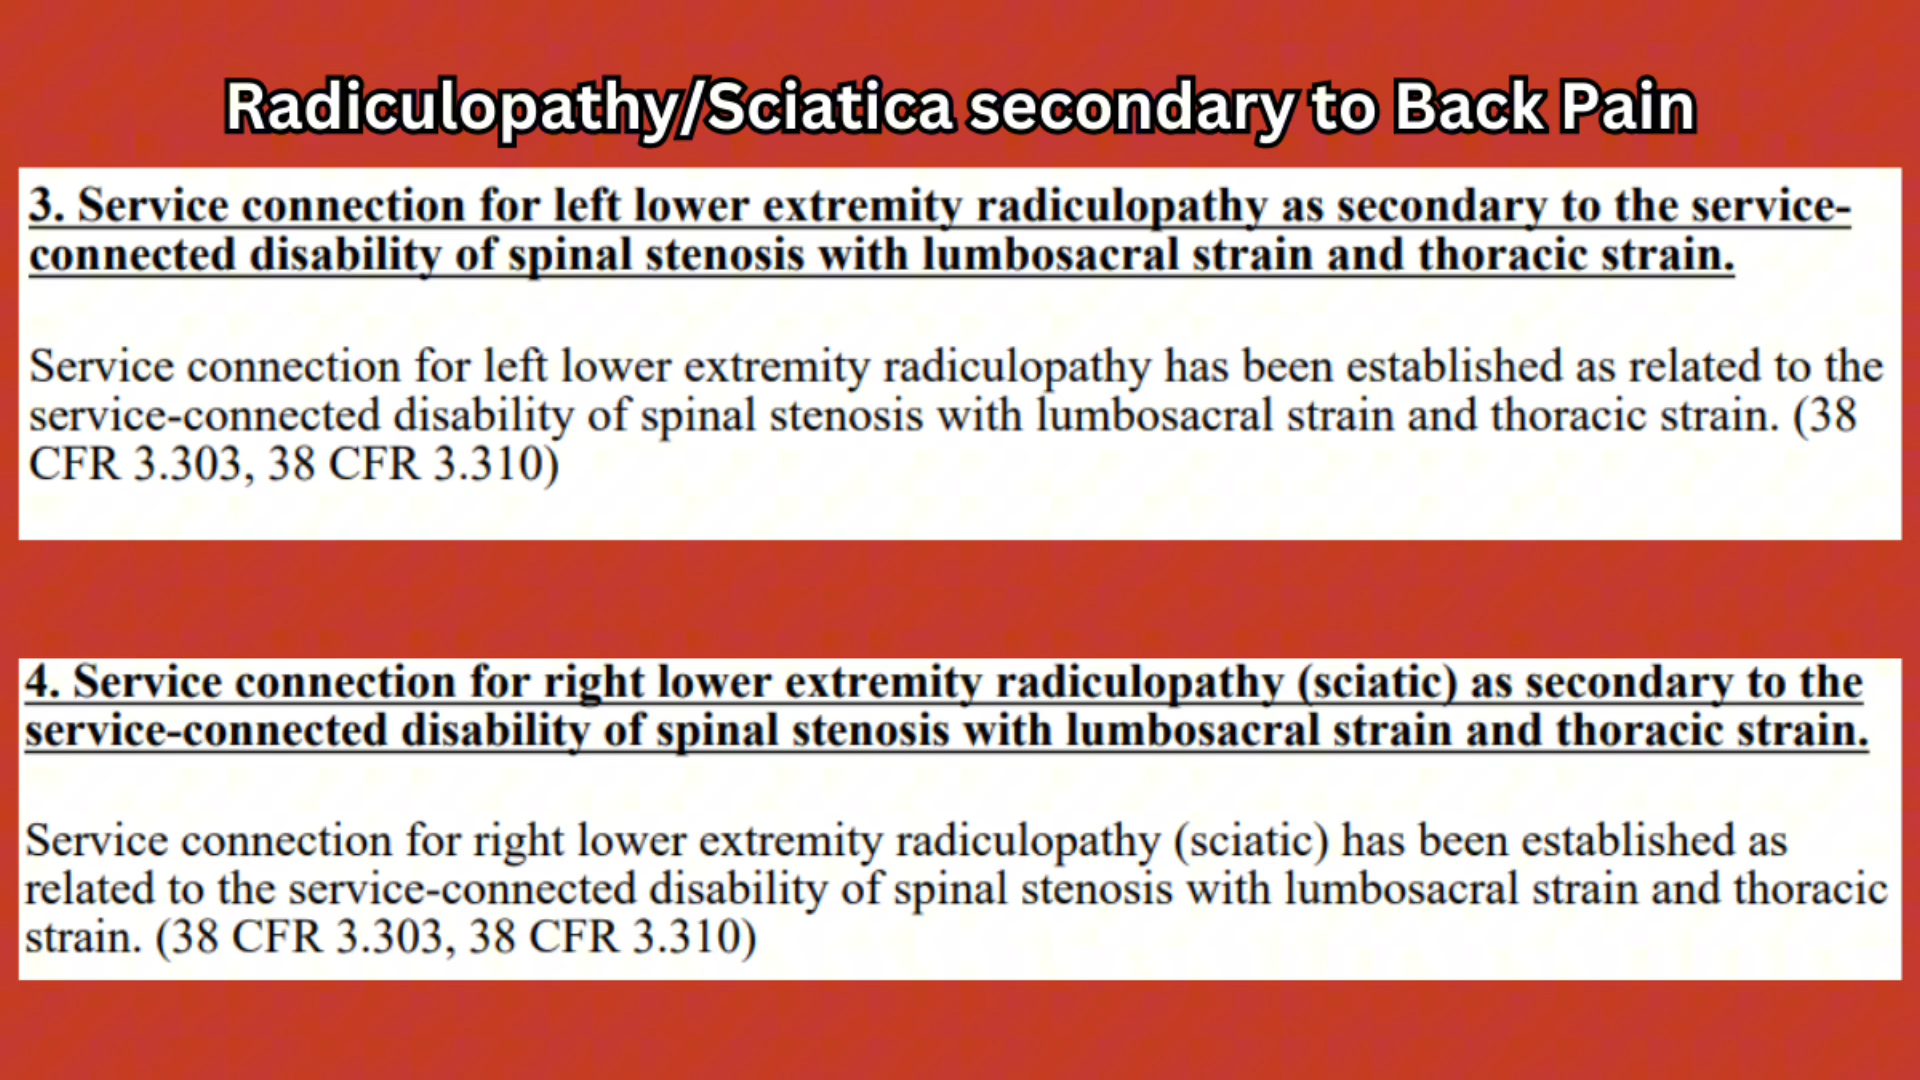 Radiculopathy/Sciatica secondary to Back Pain
3. Service connection for left lower extremity radiculopathy as secondary to the service-
connected disability of spinal stenosis with lumbosacral strain and thoracic strain.
Service connection for left lower extremity radiculopathy has been established as related to the
service-connected disability of spinal stenosis with lumbosacral strain and thoracic strain. (38
CFR 3.303, 38 CFR 3.310)
4. Service connection for right lower extremity radiculopathy (sciatic) as secondary to the
service-connected disability of spinal stenosis with lumbosacral strain and thoracic strain.
Service connection for right lower extremity radiculopathy (sciatic) has been established as
related to the service-connected disability of spinal stenosis with lumbosacral strain and thoracic
strain. (38 CFR 3.303, 38 CFR 3.310)